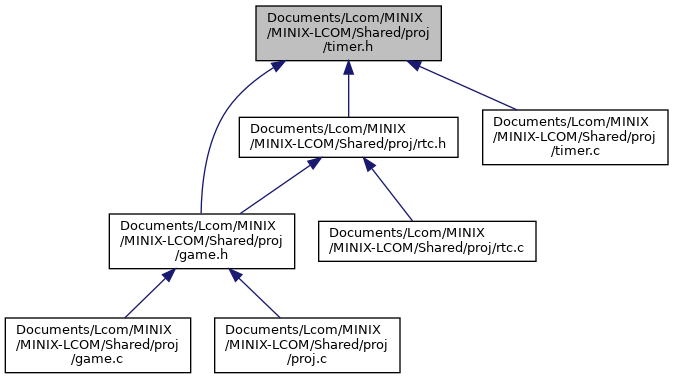 Documents/Lcom/MINIX
/MINIX-LCOM/Shared/proj
/timer.h
Documents/Lcom/MINIX
/MINIX-LCOM/Shared/proj/rtc.h
Documents/Lcom/MINIX
/MINIX-LCOM/Shared/proj
/timer.c
Documents/Lcom/MINIX
/MINIX-LCOM/Shared/proj
/game.h
Documents/Lcom/MINIX
/MINIX-LCOM/Shared/proj/rtc.c
Documents/Lcom/MINIX
/MINIX-LCOM/Shared/proj
/game.c
Documents/Lcom/MINIX
/MINIX-LCOM/Shared/proj
/proj.c